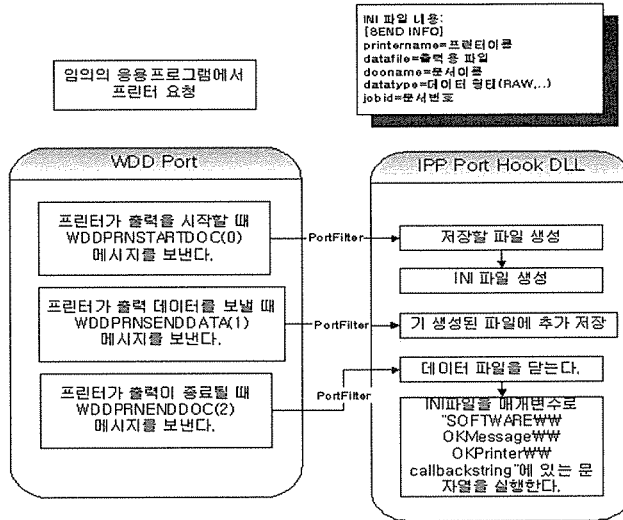 임의의 응용프로그램에서
프린터 요청
INI 파일 내용:
[SEND INFO]
printername=프린터이름
datafile=출력용 파일
docname=문서이름
datatype=데이터 형태(RAW,..)
jobid=문서번호
WDD Port
프린터가 출력을 시작할 때
WDDPRNSTARTDOC(0)
메시지를 보낸다.
프린터가 출력 데이터를 보낼 때
WDDPRNSENDDATA(1)
메시지를 보낸다.
프린터가 출력이 종료될 때
WDDPRNENDDOC(2)
메시지를 보낸다.
PortFilter
PortFilter
PortFilter
IPP Port Hook DLL
저장할 파일 생성
INI 파일 생성
기 생성된 파일에 추가 저장
데이터 파일을 닫는다.
INI파일을 매개변수로
"SOFTWARE₩₩
OKMessage₩₩
OKPrinter₩₩
callbackstring"에 있는 문
자열을 실행한다.